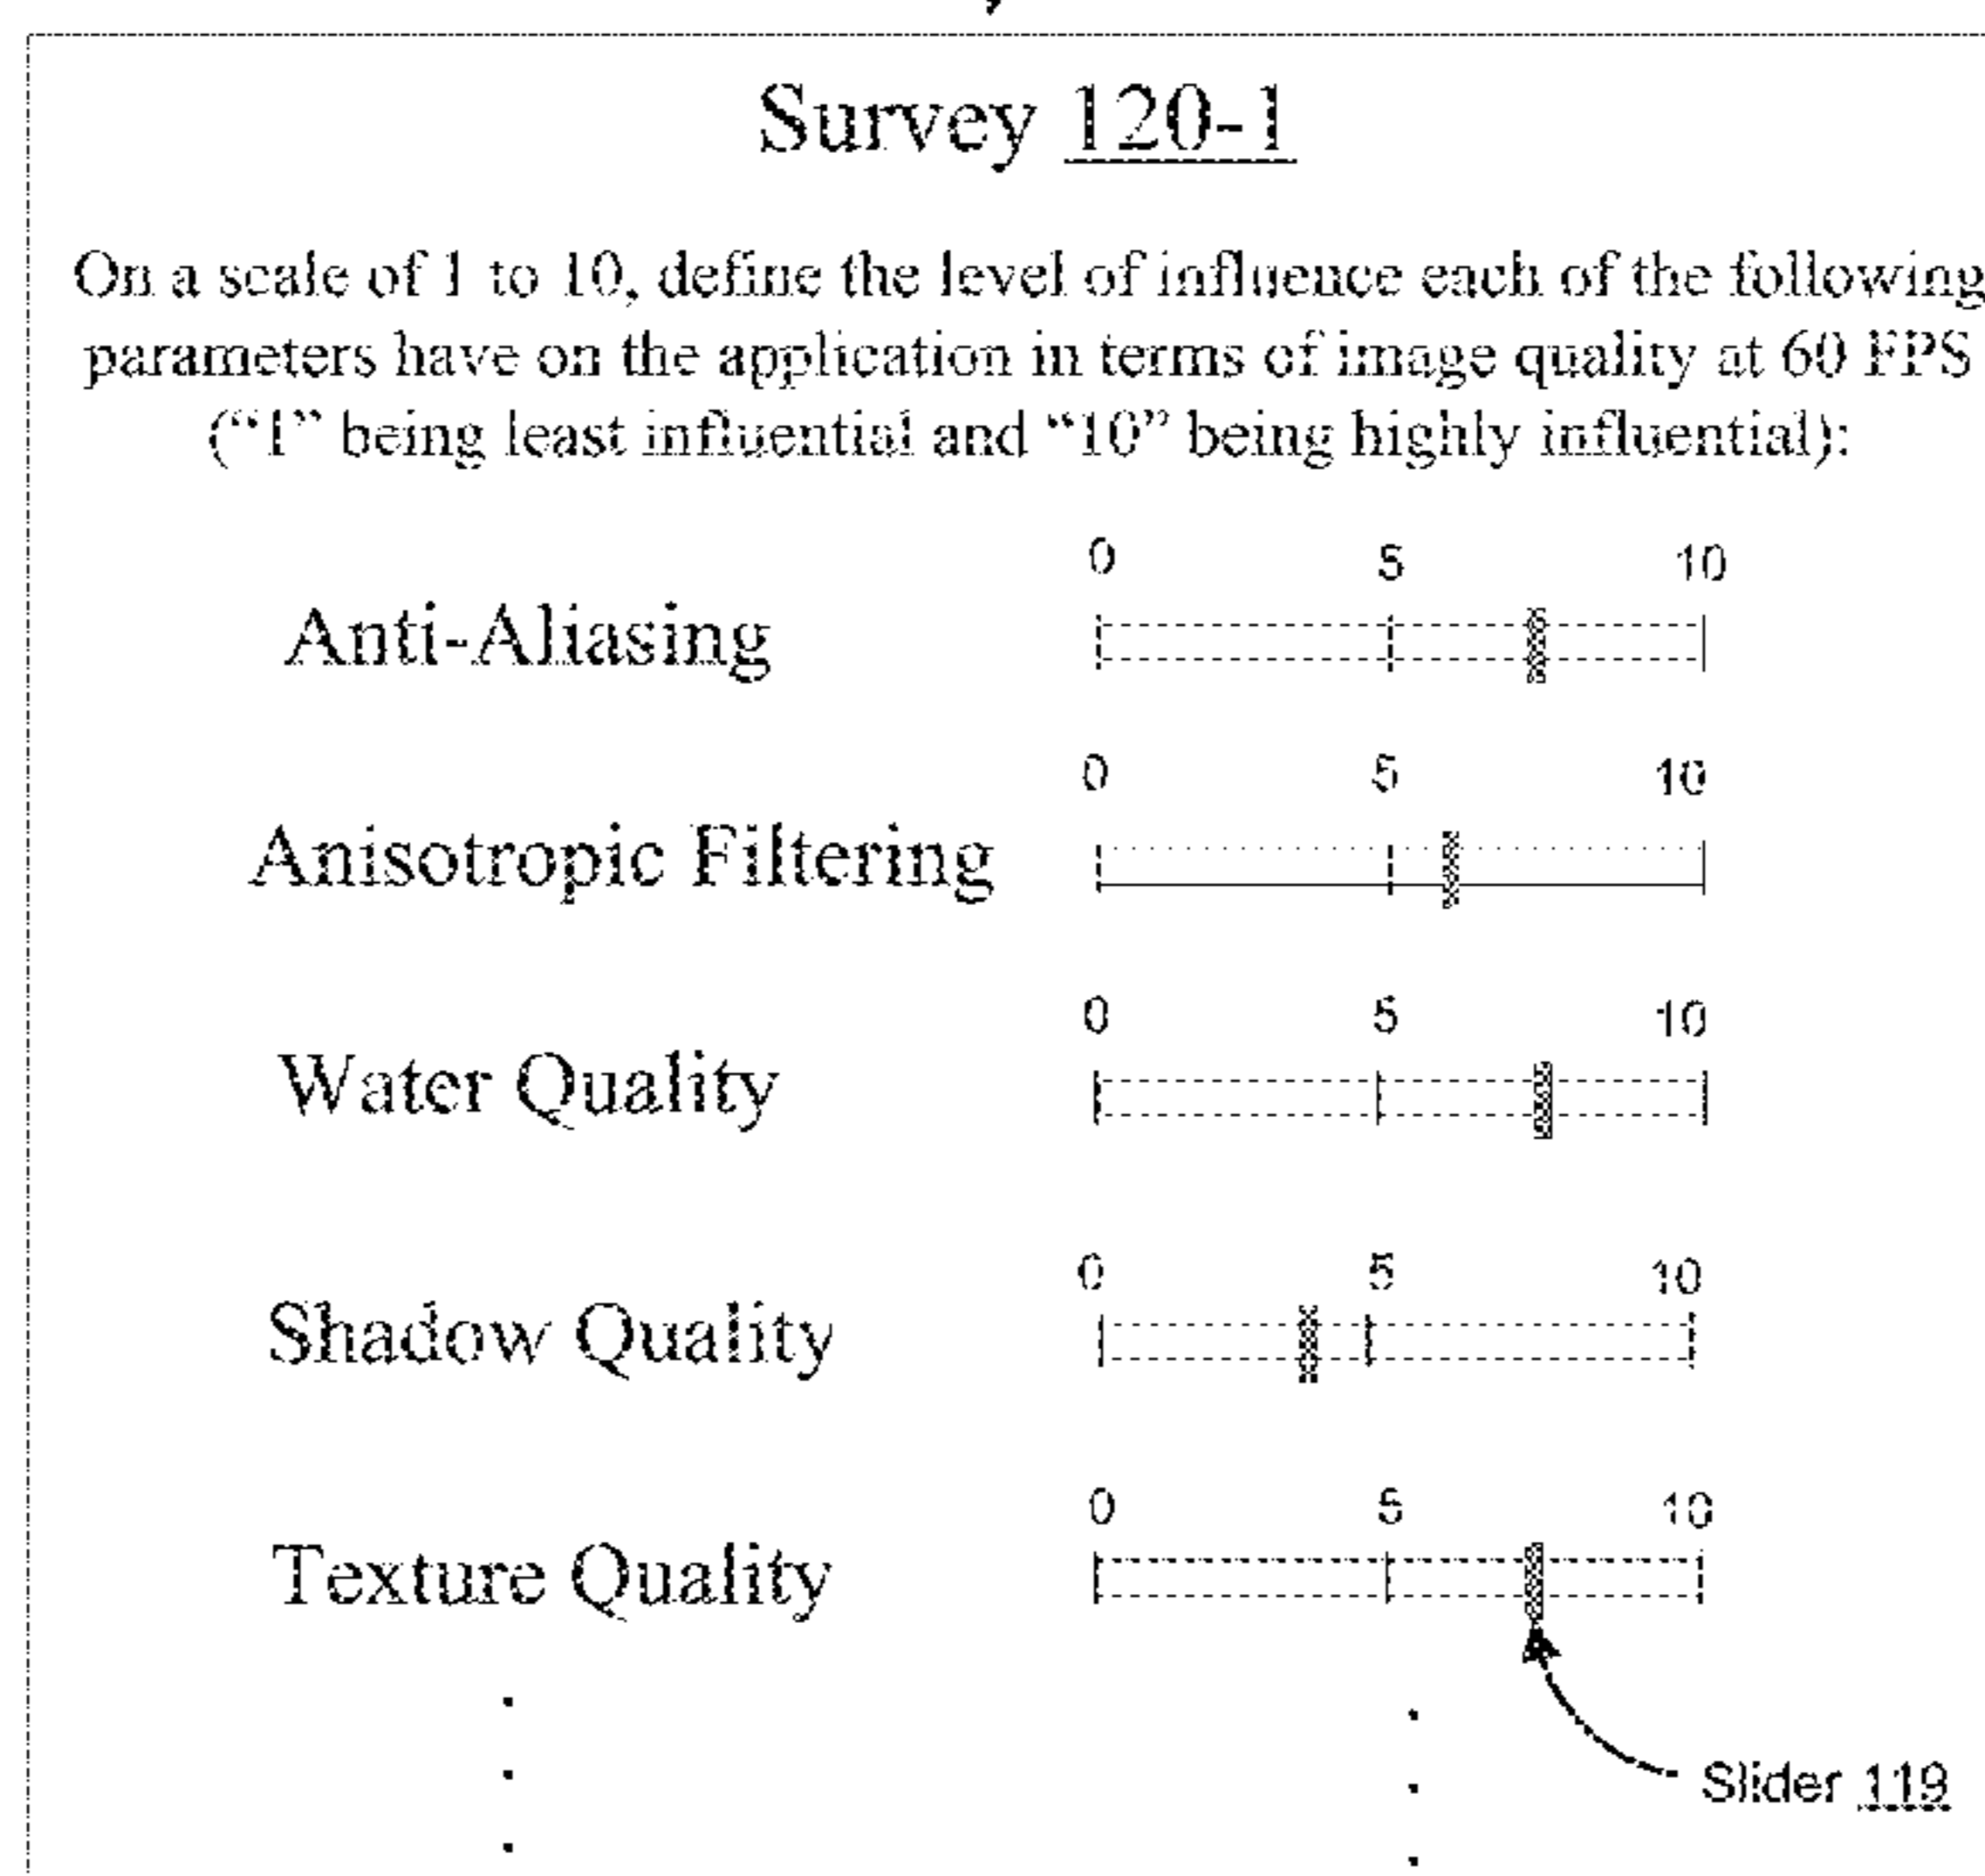 Survey 120-1
On a scale of 1 to 10, define the level of influence each of the following
parameters have on the application in terms of image quality at 60 FPS
(“1” being least influential and “10” being highly influential):
0 5 10
Anti-Aliasing
0 5 10
Anisotropic Filtering
0 5 10
Water Quality
0 5 10
Shadow Quality
0 5 10
Texture Quality
Slider 119